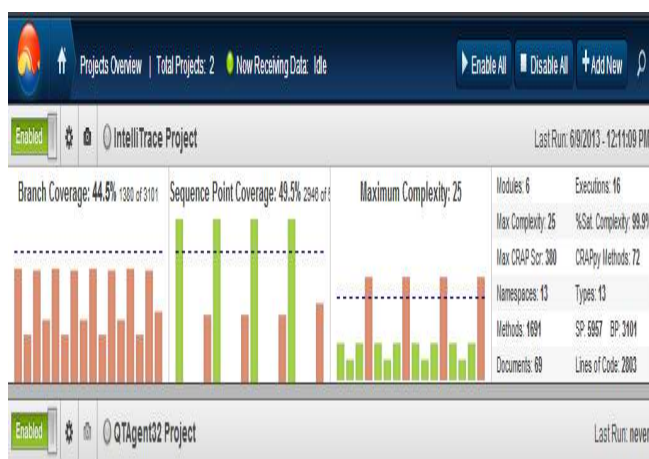 Projects Overview | Total Projects: 2 Now Receiving Data: Idle Enable All Disable All Add New
Enabled IntelliTrace Project Last Run: 6/9/2013 - 12:11:09 PM
Branch Coverage: 44.5% 1380 of 3101
Sequence Point Coverage: 49.5% 2946 of 5
Maximum Complexity: 25
Modules: 6 Executions: 16
Max Complexity: 25 %Sat. Complexity: 99.9%
Max CRAP Scr: 380 CRAPpy Methods: 72
Namespaces: 13 Types: 13
Methods: 1691 SP: 5957 BP: 3101
Documents: 69 Lines of Code: 2803
Enabled QTAgent32 Project Last Run: never